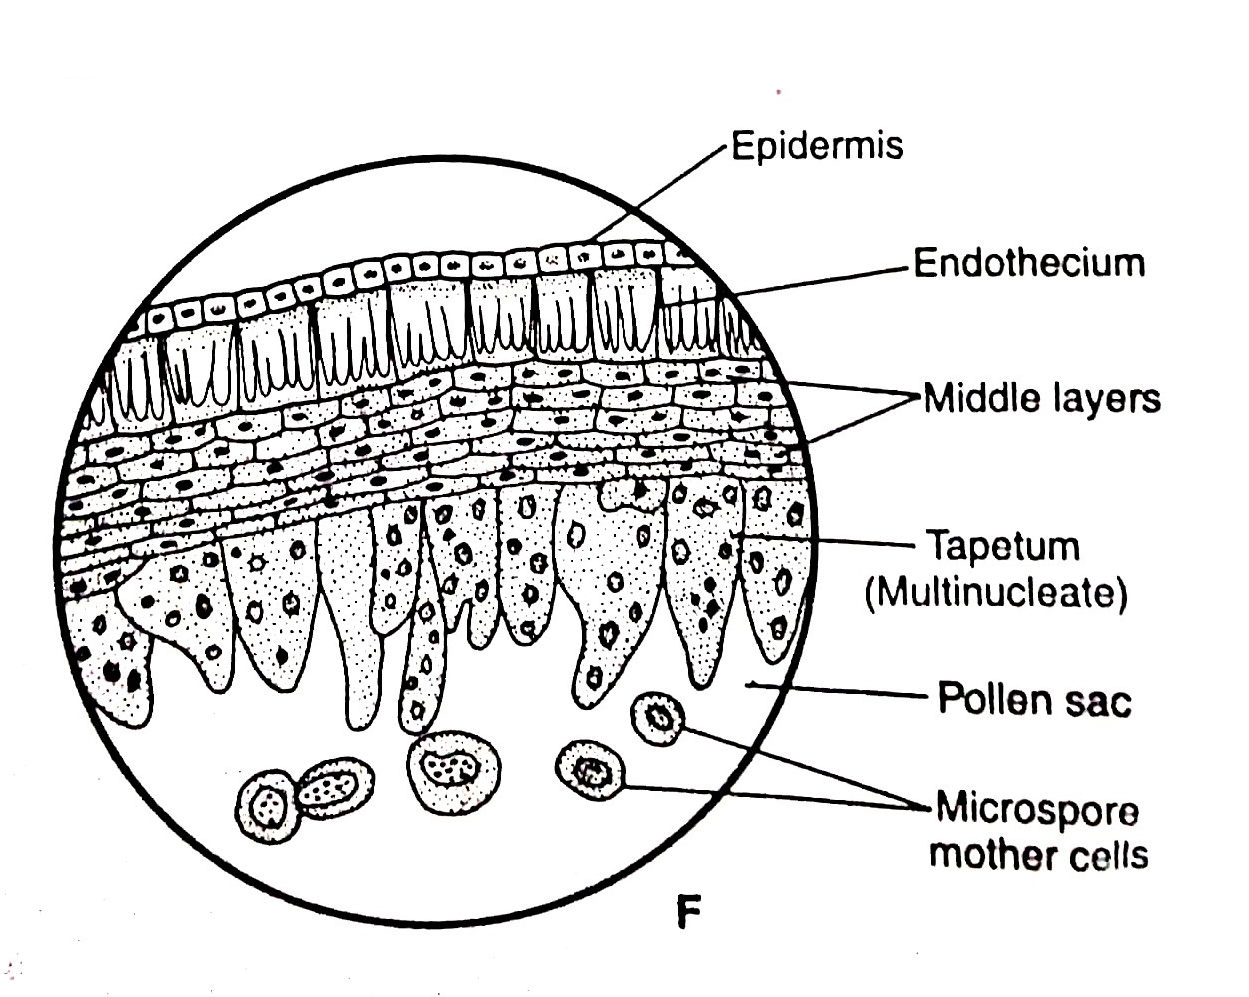 Epidermis
Endothecium
Middle layers
Tapetum
(Multinucleate)
Pollen sac
Microspore
mother cells
F